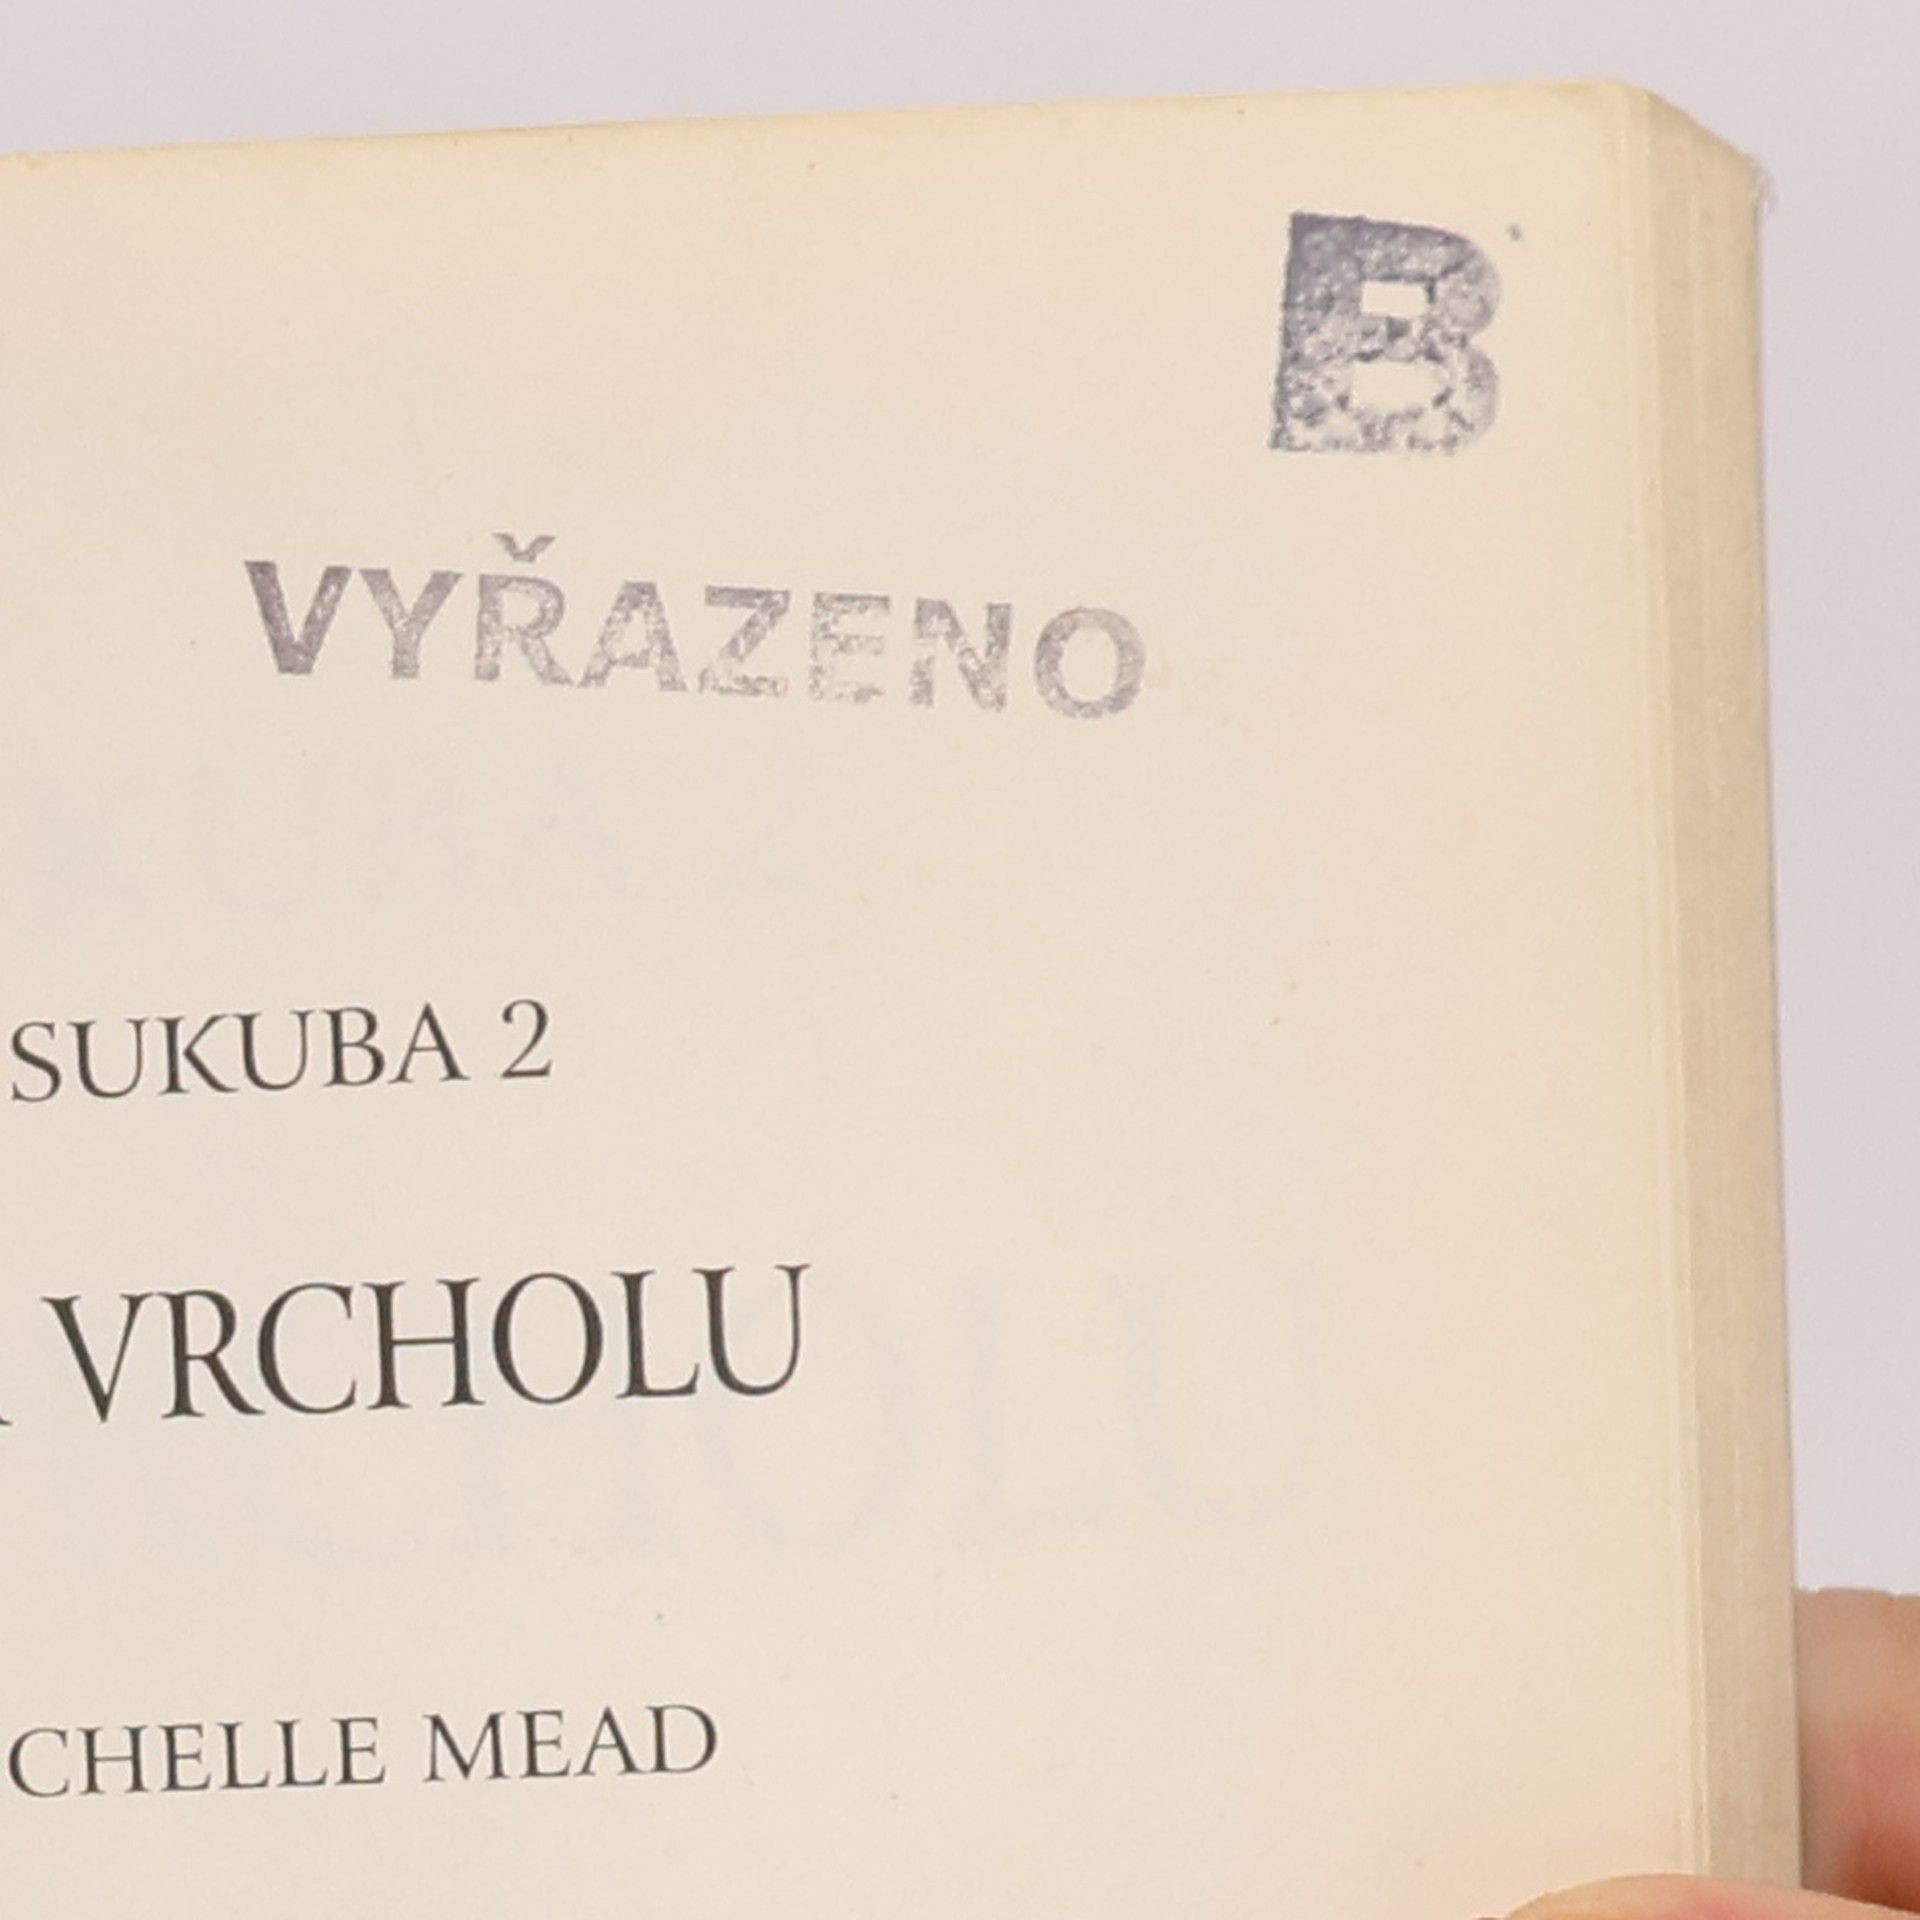 B
VYŘAZENO
SUKUBA 2
VRCHOLU
CHELLE MEAD